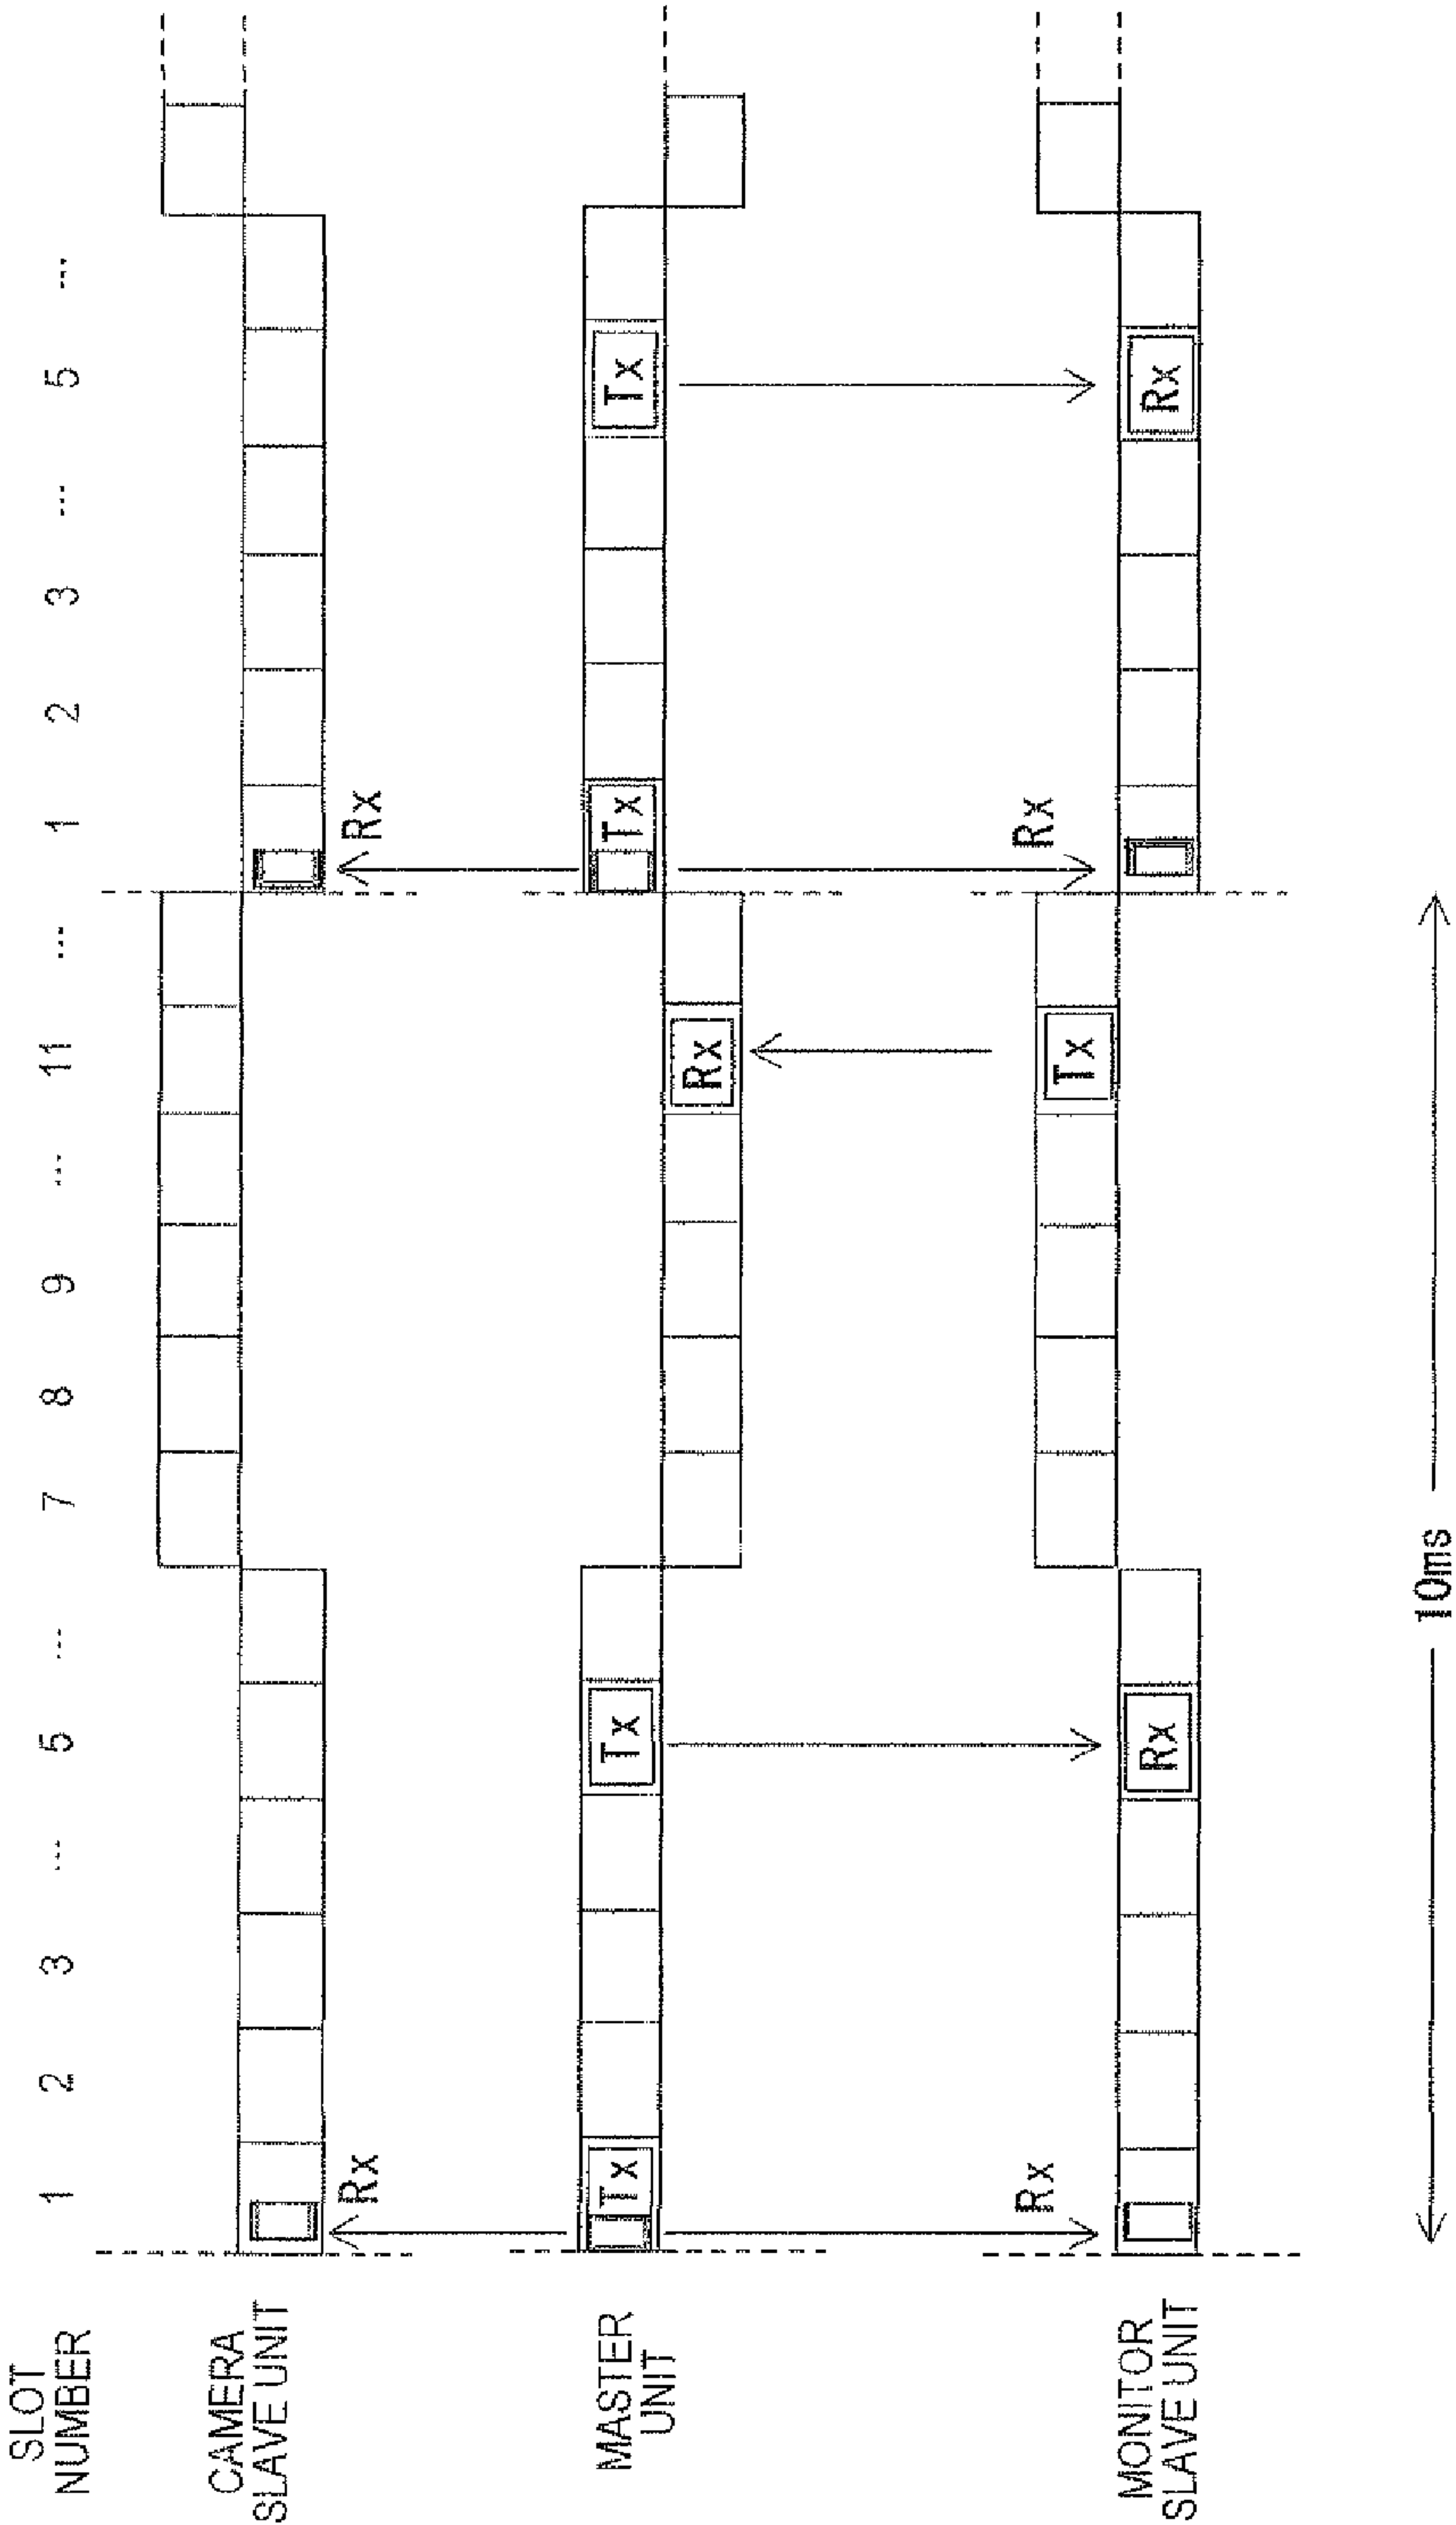 SLOT
NUMBER
1 2 3 ... 5 ... 7 8 9 ... 11 ... 1 2 3 ... 5 ...
CAMERA
SLAVE UNIT
Rx Rx
MASTER
UNIT
Tx Tx Tx Tx
Rx
Rx Rx
MONITOR
SLAVE UNIT
Tx
Rx Rx
10ms